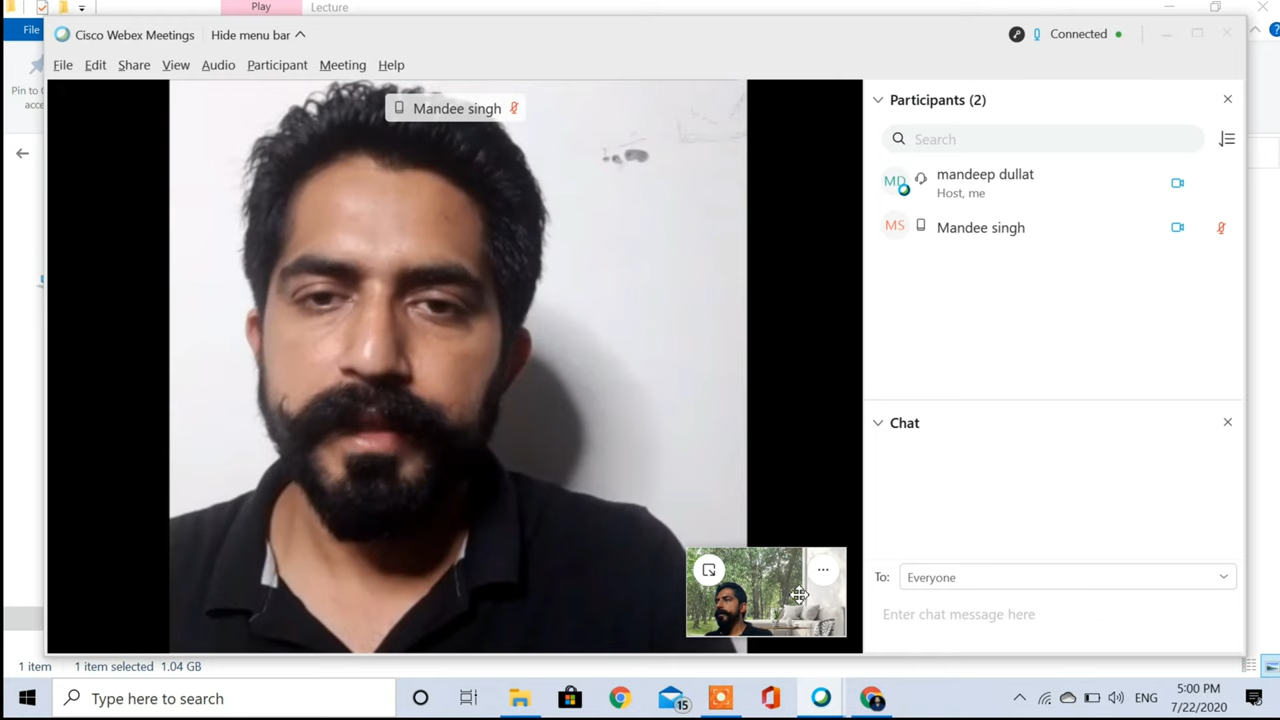 Play
Lecture
File
Cisco Webex Meetings
Hide menu bar
Connected
File Edit Share View Audio Participant Meeting Help
Mandee singh
Participants (2)
Search
MD
mandeep dullat
Host, me
MS
Mandee singh
Chat
To:
Everyone
Enter chat message here
1 item
1 item selected 1.04 GB
Type here to search
15
ENG
5:00 PM
7/22/2020